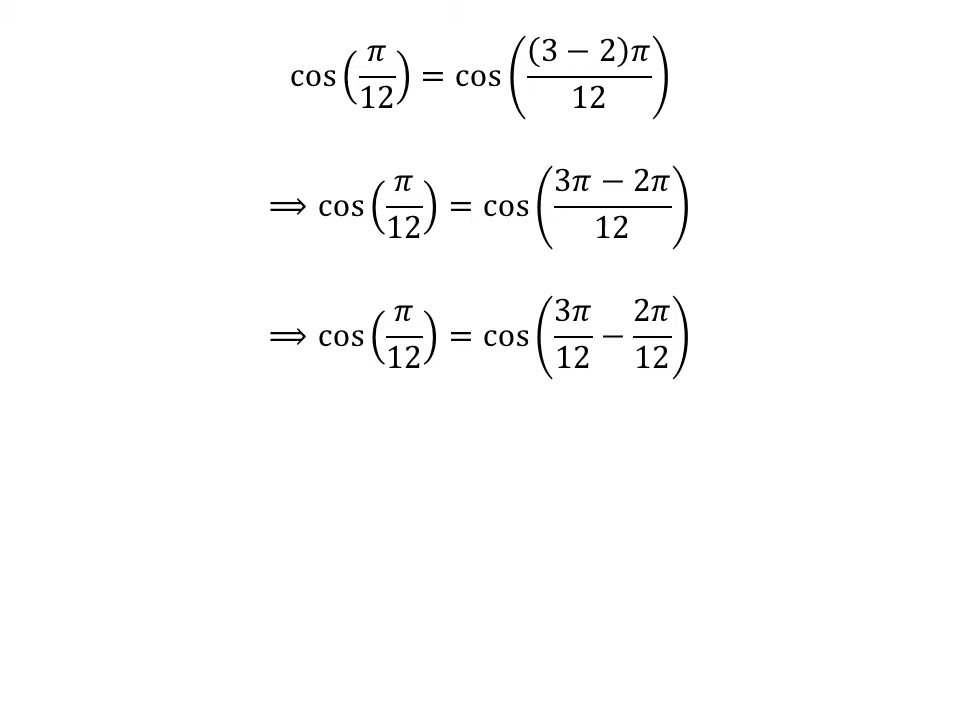 cos(π/12) = cos((3 − 2)π/12)
⟹ cos(π/12) = cos((3π − 2π)/12)
⟹ cos(π/12) = cos(3π/12 − 2π/12)